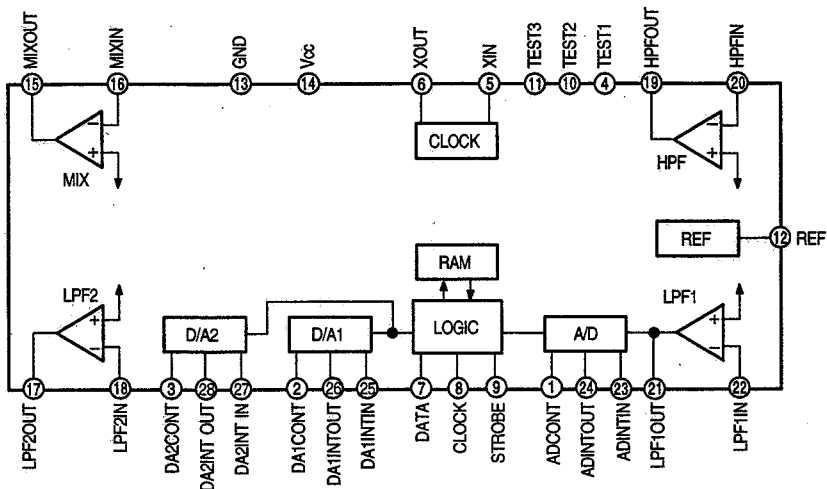 MIXOUT
MIXIN
GND
Vcc
XOUT
XIN
TEST3
TEST2
TEST1
HPFOUT
HPFIN
15
16
13
14
6
5
11
10
4
19
20
−
+
MIX
CLOCK
−
+
HPF
REF
12
REF
RAM
LPF2
+
−
D/A2
D/A1
LOGIC
A/D
LPF1
+
−
17
18
3
28
27
2
26
25
7
8
9
1
24
23
21
22
LPF2OUT
LPF2IN
DA2CONT
DA2INT OUT
DA2INT IN
DA1CONT
DA1INTOUT
DA1INTIN
DATA
CLOCK
STROBE
ADCONT
ADINTOUT
ADINTIN
LPF1OUT
LPF1IN